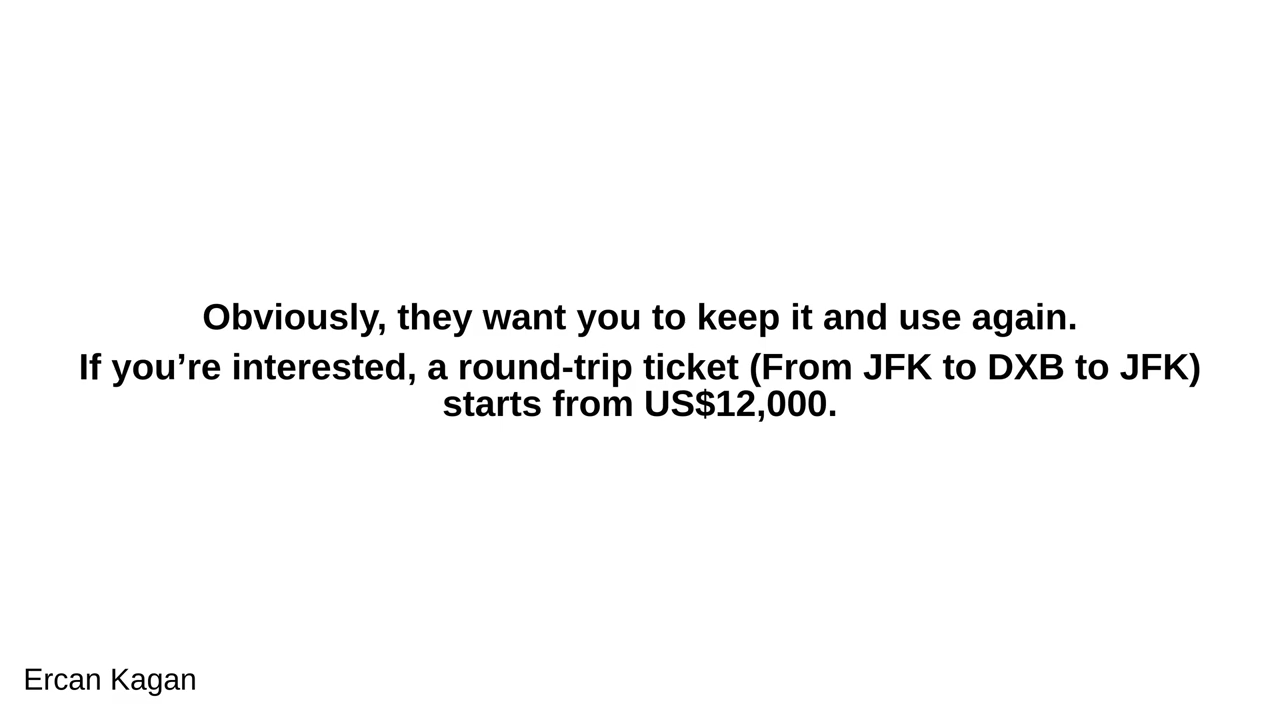 Obviously, they want you to keep it and use again.
If you’re interested, a round-trip ticket (From JFK to DXB to JFK)
starts from US$12,000.
Ercan Kagan